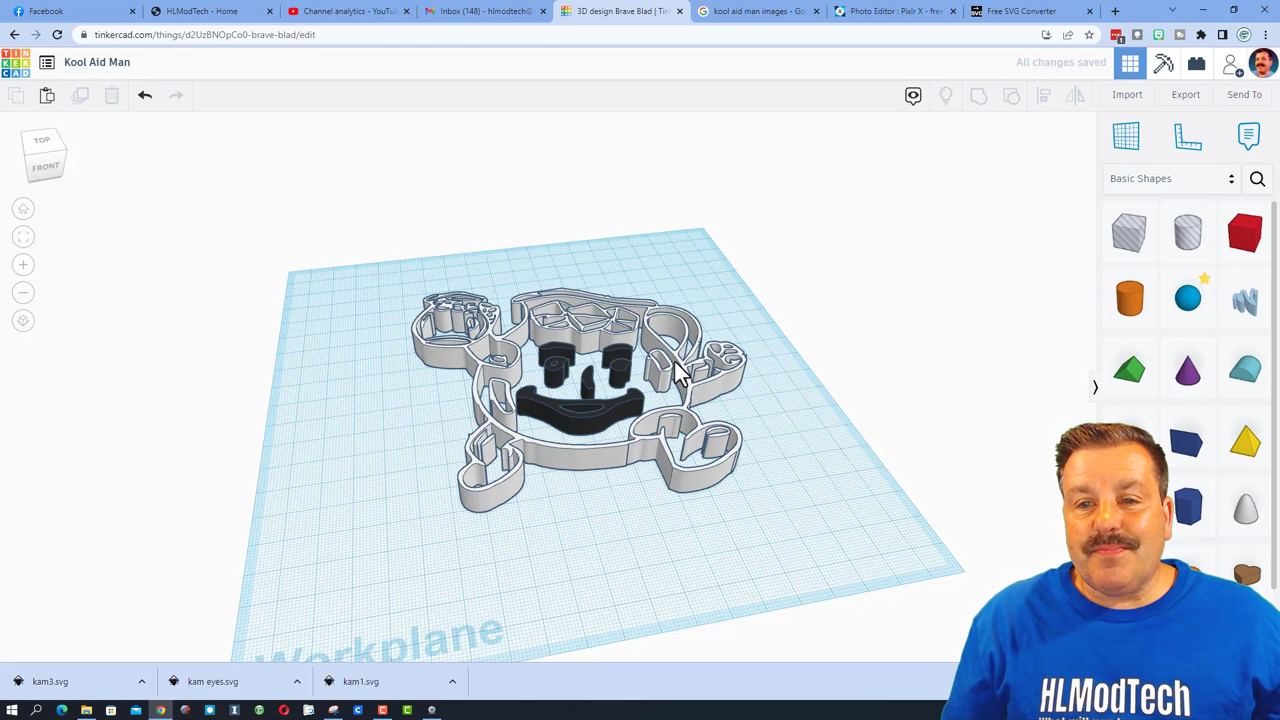 Facebook
HLModTech - Home
Channel analytics - YouTu
Inbox (148) - hlmodtech@
3D design Brave Blad | Tin
kool aid man images - Goo
Photo Editor : Pixlr X - free
Free SVG Converter
tinkercad.com/things/d2UzBNOpCo0-brave-blad/edit
TIN
KER
CAD
Kool Aid Man
All changes saved
Import
Export
Send To
TOP
FRONT
Basic Shapes
Workplane
HLModTech
kam3.svg
kam eyes.svg
kam1.svg